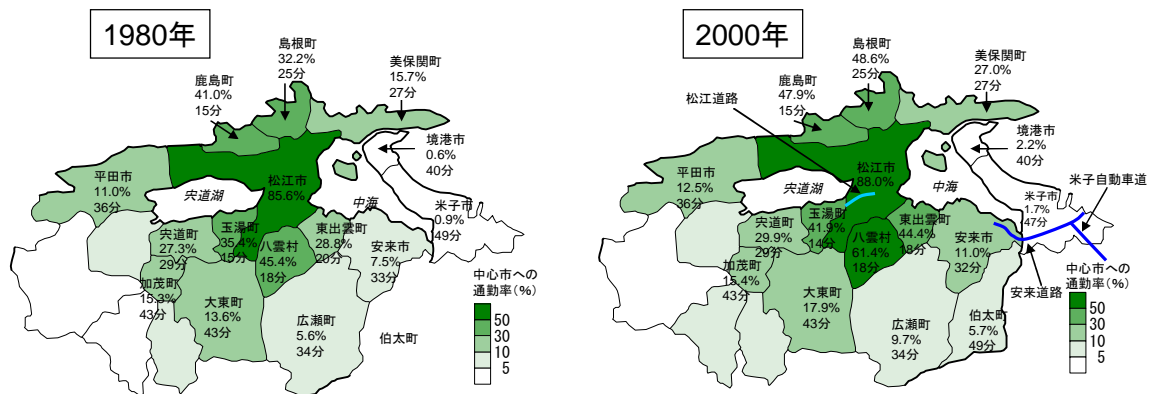 1980年
島根町
32.2%
25分
美保関町
15.7%
27分
鹿島町
41.0%
15分
境港市
0.6%
40分
平田市
11.0%
36分
松江市
85.6%
宍道湖
中海
米子市
0.9%
49分
宍道町
27.3%
29分
玉湯町
35.4%
15分
八雲村
45.4%
18分
東出雲町
28.8%
20分
安来市
7.5%
33分
加茂町
15.3%
43分
大東町
13.6%
43分
広瀬町
5.6%
34分
伯太町
中心市への
通勤率(%)
50
30
10
5
2000年
島根町
48.6%
25分
美保関町
27.0%
27分
鹿島町
47.9%
15分
松江道路
境港市
2.2%
40分
平田市
12.5%
36分
松江市
88.0%
宍道湖
中海
米子市
1.7%
47分
米子自動車道
宍道町
29.9%
29分
玉湯町
41.9%
14分
八雲村
61.4%
18分
東出雲町
44.4%
18分
安来市
11.0%
32分
安来道路
加茂町
15.4%
43分
大東町
17.9%
43分
広瀬町
9.7%
34分
伯太町
5.7%
49分
中心市への
通勤率(%)
50
30
10
5